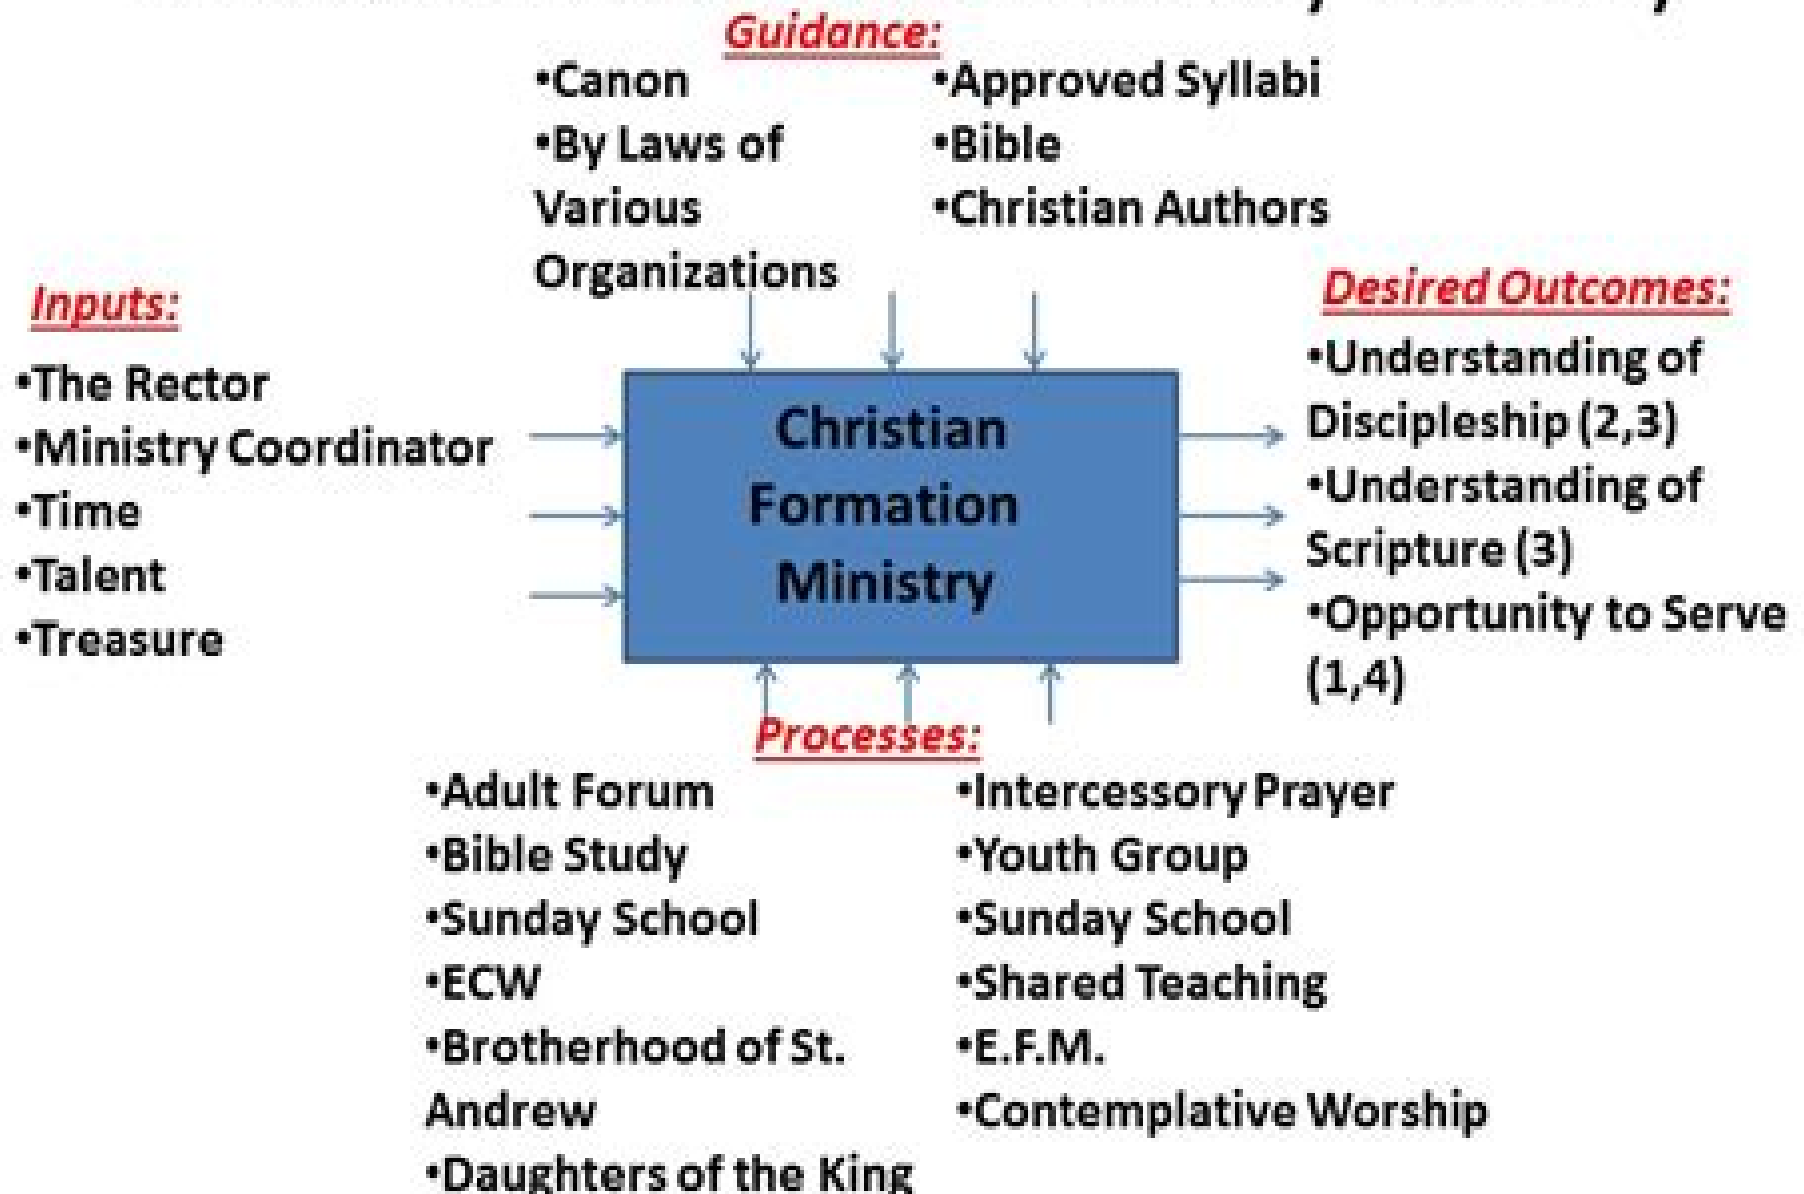 Guidance:
•Canon
•By Laws of
Various
Organizations
•Approved Syllabi
•Bible
•Christian Authors
Inputs:
•The Rector
•Ministry Coordinator
•Time
•Talent
•Treasure
Christian
Formation
Ministry
Desired Outcomes:
•Understanding of
Discipleship (2,3)
•Understanding of
Scripture (3)
•Opportunity to Serve
(1,4)
Processes:
•Adult Forum
•Bible Study
•Sunday School
•ECW
•Brotherhood of St.
Andrew
•Daughters of the King
•Intercessory Prayer
•Youth Group
•Sunday School
•Shared Teaching
•E.F.M.
•Contemplative Worship